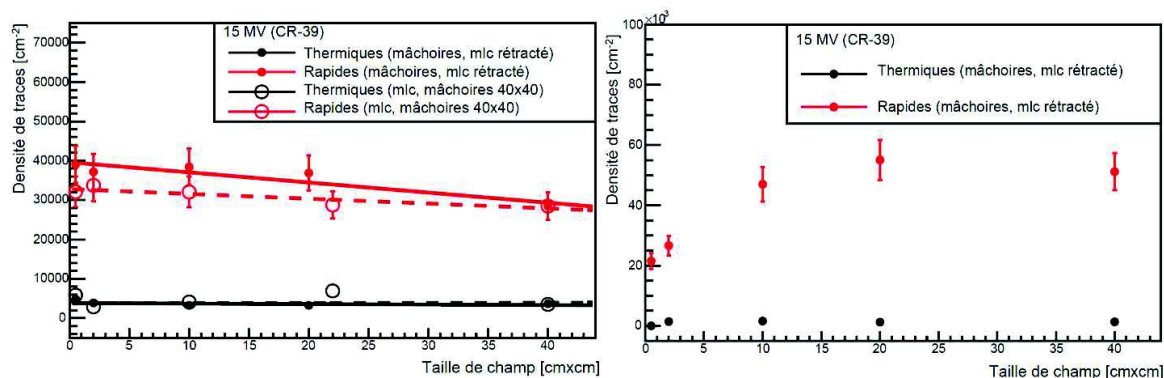 15 MV (CR-39)
Thermiques (mâchoires, mlc rétracté)
Rapides (mâchoires, mlc rétracté)
Thermiques (mlc, mâchoires 40x40)
Rapides (mlc, mâchoires 40x40)
Densité de traces [cm⁻²]
70000
60000
50000
40000
30000
20000
10000
0
0 5 10 15 20 25 30 35 40
Taille de champ [cmxcm]
×10³
15 MV (CR-39)
Thermiques (mâchoires, mlc rétracté)
Rapides (mâchoires, mlc rétracté)
Densité de traces [cm⁻²]
100
80
60
40
20
0
0 5 10 15 20 25 30 35 40
Taille de champ [cmxcm]